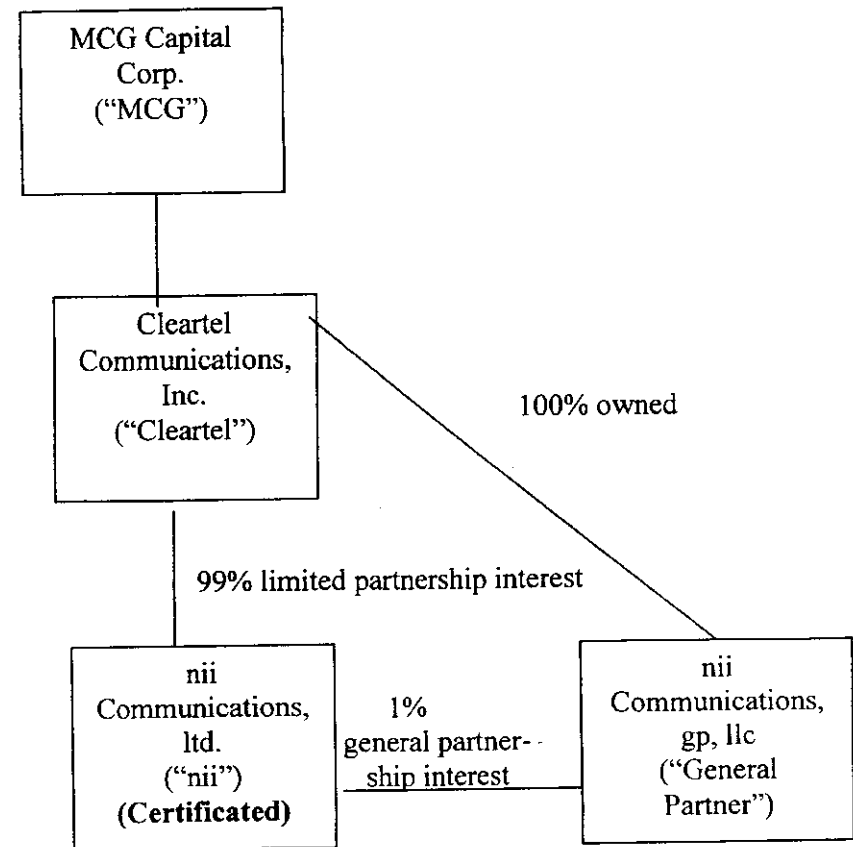 MCG Capital
Corp.
(“MCG”)
Cleartel
Communications,
Inc.
(“Cleartel”)
100% owned
99% limited partnership interest
nii
Communications,
ltd.
(“nii”)
(Certificated)
1%
general partner-
ship interest
nii
Communications,
gp, llc
(“General
Partner”)